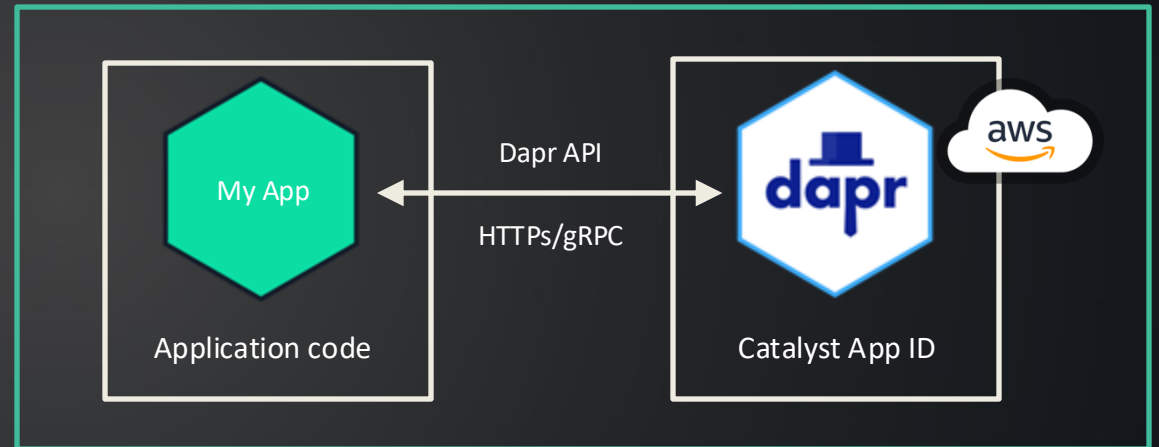 My App
Dapr API
HTTPs/gRPC
dapr
aws
Application code
Catalyst App ID